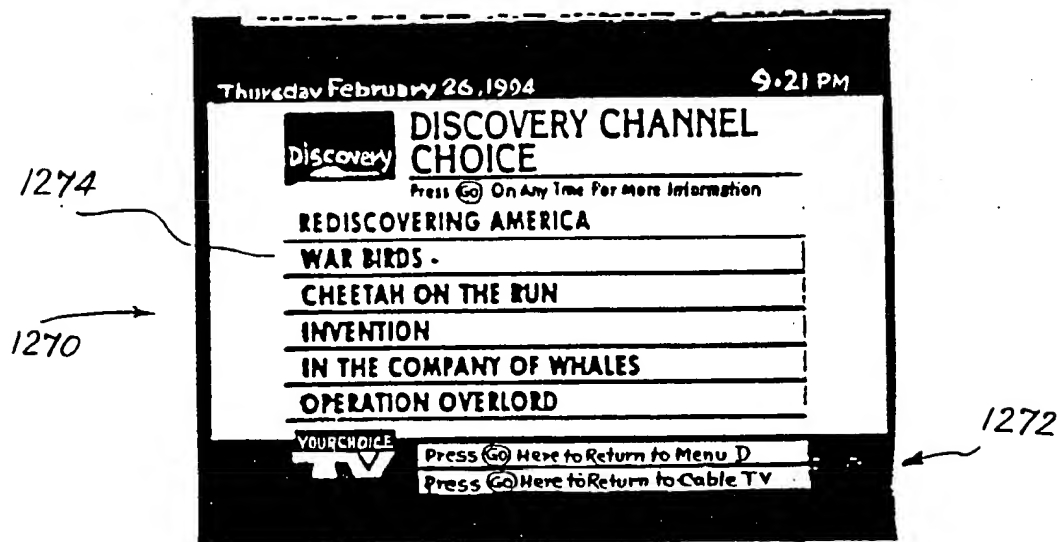 Thursday February 26, 1994 9:21 PM
Discovery
DISCOVERY CHANNEL
CHOICE
Press Go On Any Time For More Information
1274
REDISCOVERING AMERICA
WAR BIRDS -
CHEETAH ON THE RUN
1270
INVENTION
IN THE COMPANY OF WHALES
OPERATION OVERLORD
1272
YOUR CHOICE
TV
Press Go Here to Return to Menu D
Press Go Here to Return to Cable TV